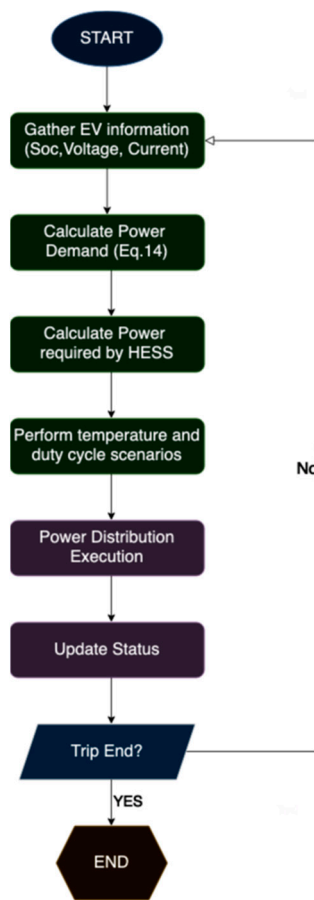 START
Gather EV information
(Soc,Voltage, Current)
Calculate Power
Demand (Eq.14)
Calculate Power
required by HESS
Perform temperature and
duty cycle scenarios
No
Power Distribution
Execution
Update Status
Trip End?
YES
END